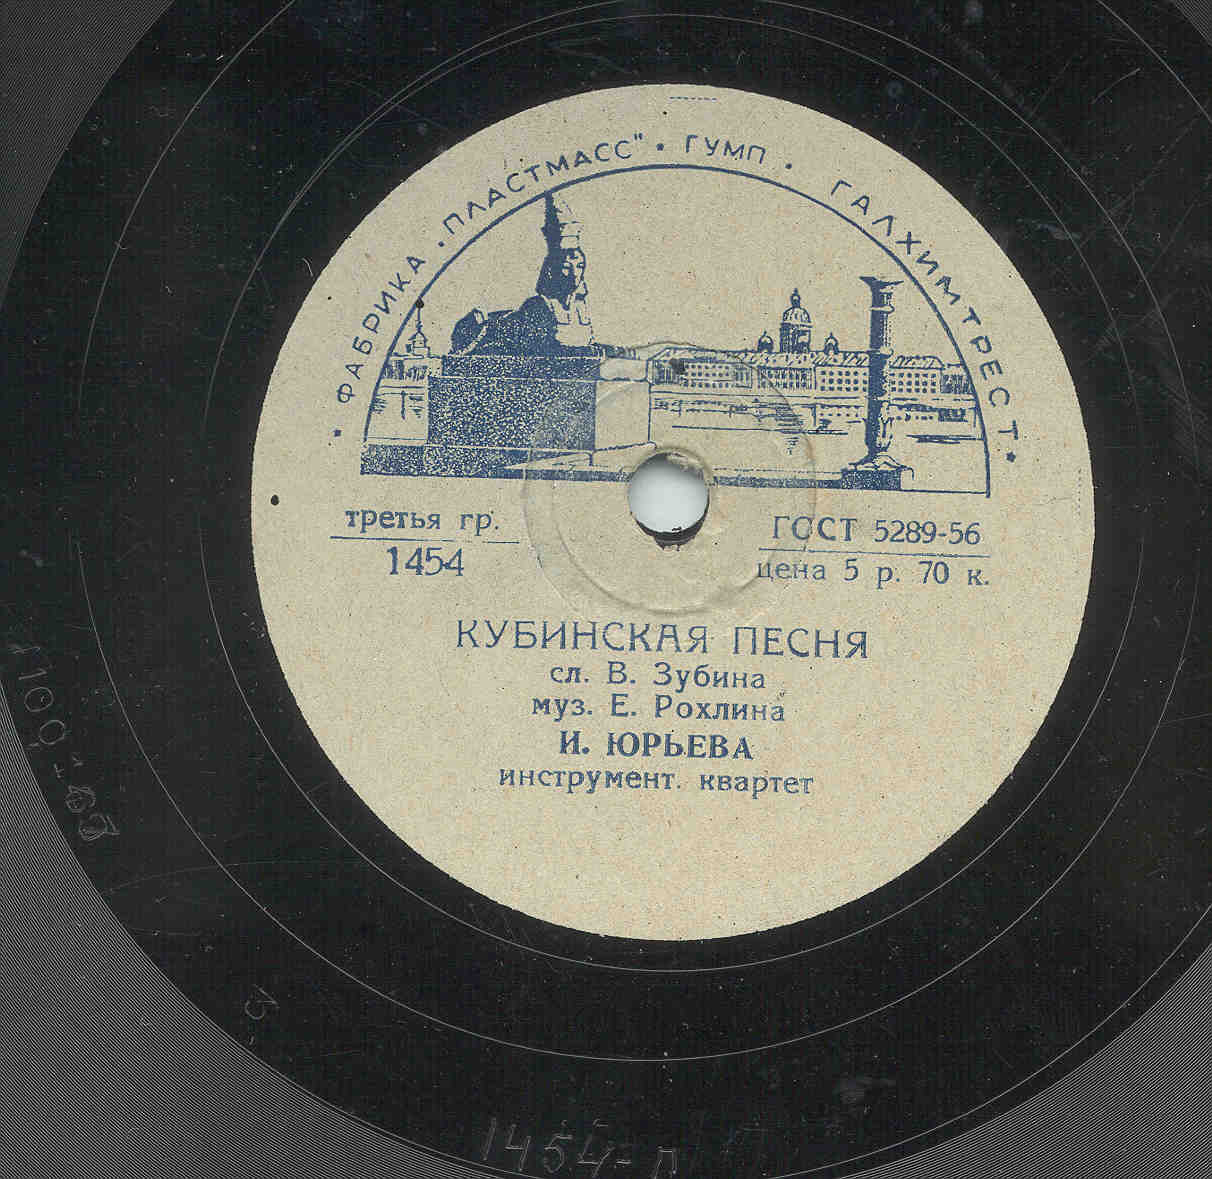 ФАБРИКА „ПЛАСТМАСС" • ГУМП • ГАЛХИМТРЕСТ
третья гр.
1454
ГОСТ 5289-56
цена 5 р. 70 к.
КУБИНСКАЯ ПЕСНЯ
сл. В. Зубина
муз. Е. Рохлина
И. ЮРЬЕВА
инструмент. квартет
1454-П